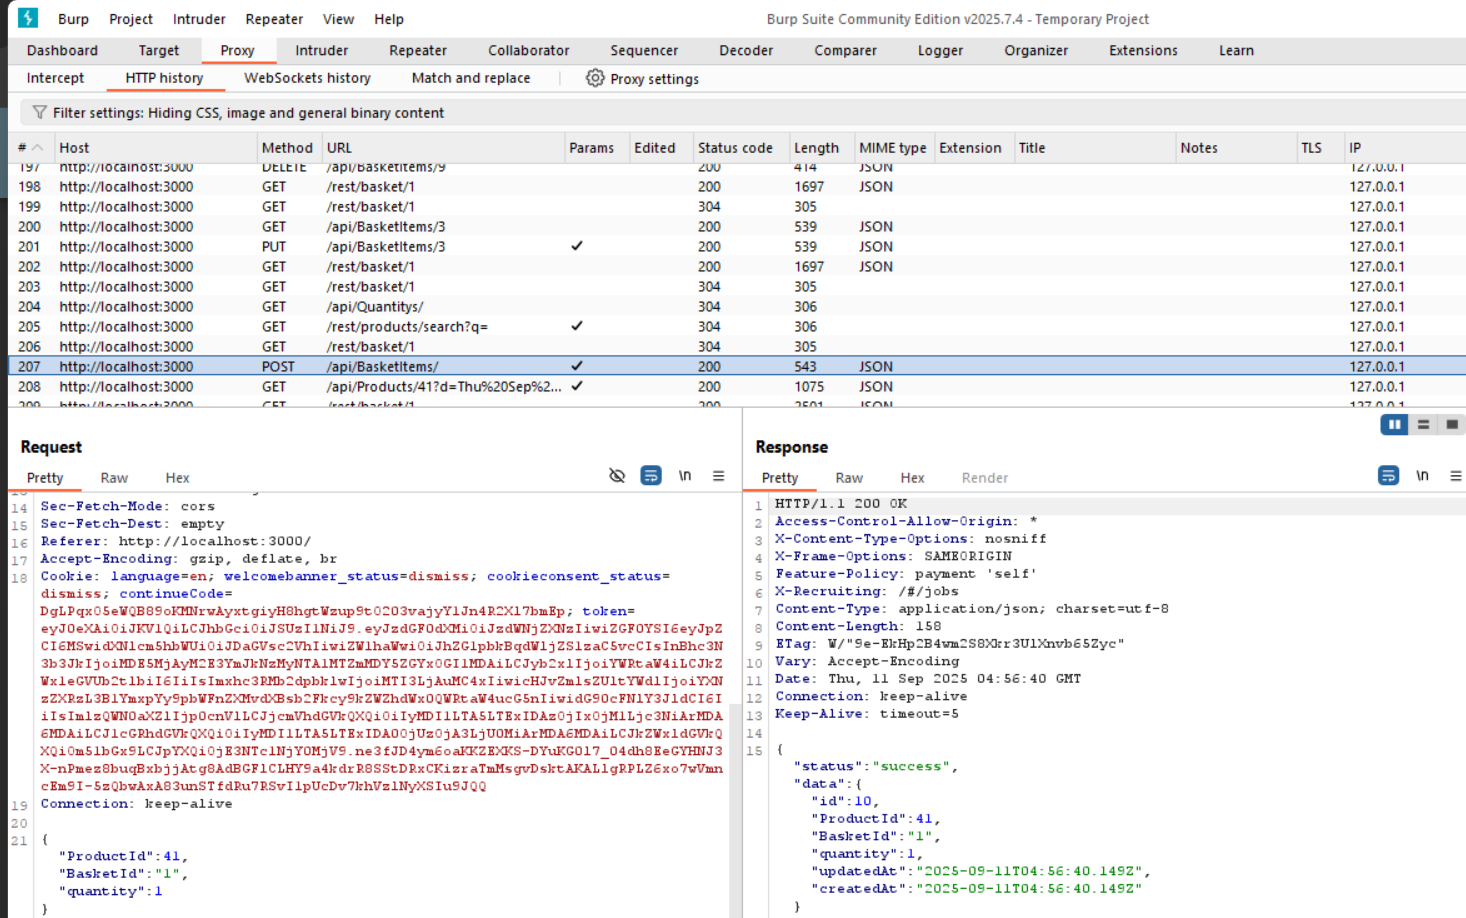 Burp Project Intruder Repeater View Help Burp Suite Community Edition v2025.7.4 - Temporary Project
Dashboard Target Proxy Intruder Repeater Collaborator Sequencer Decoder Comparer Logger Organizer Extensions Learn
Intercept HTTP history WebSockets history Match and replace Proxy settings
Filter settings: Hiding CSS, image and general binary content
# Host Method URL Params Edited Status code Length MIME type Extension Title Notes TLS IP
197 http://localhost:3000 DELETE /api/BasketItems/9 200 414 JSON 127.0.0.1
198 http://localhost:3000 GET /rest/basket/1 200 1697 JSON 127.0.0.1
199 http://localhost:3000 GET /rest/basket/1 304 305 127.0.0.1
200 http://localhost:3000 GET /api/BasketItems/3 200 539 JSON 127.0.0.1
201 http://localhost:3000 PUT /api/BasketItems/3 ✓ 200 539 JSON 127.0.0.1
202 http://localhost:3000 GET /rest/basket/1 200 1697 JSON 127.0.0.1
203 http://localhost:3000 GET /rest/basket/1 304 305 127.0.0.1
204 http://localhost:3000 GET /api/Quantitys/ 304 306 127.0.0.1
205 http://localhost:3000 GET /rest/products/search?q= ✓ 304 306 127.0.0.1
206 http://localhost:3000 GET /rest/basket/1 304 305 127.0.0.1
207 http://localhost:3000 POST /api/BasketItems/ ✓ 200 543 JSON 127.0.0.1
208 http://localhost:3000 GET /api/Products/41?d=Thu%20Sep%2... ✓ 200 1075 JSON 127.0.0.1
209 http://localhost:3000 GET /rest/basket/1 200 JSON 127.0.0.1
Request
Pretty Raw Hex \n
14 Sec-Fetch-Mode: cors
15 Sec-Fetch-Dest: empty
16 Referer: http://localhost:3000/
17 Accept-Encoding: gzip, deflate, br
18 Cookie: language=en; welcomebanner_status=dismiss; cookieconsent_status=
dismiss; continueCode=
token=
19 Connection: keep-alive
20
21 {
"ProductId":41,
"BasketId":"1",
"quantity":1
}
Response
Pretty Raw Hex Render \n
1 HTTP/1.1 200 OK
2 Access-Control-Allow-Origin: *
3 X-Content-Type-Options: nosniff
4 X-Frame-Options: SAMEORIGIN
5 Feature-Policy: payment 'self'
6 X-Recruiting: /#/jobs
7 Content-Type: application/json; charset=utf-8
8 Content-Length: 158
9 ETag:
10 Vary: Accept-Encoding
11 Date: Thu, 11 Sep 2025 04:56:40 GMT
12 Connection: keep-alive
13 Keep-Alive: timeout=5
14
15 {
"status":"success",
"data":{
"id":10,
"ProductId":41,
"BasketId":"1",
"quantity":1,
"updatedAt":"2025-09-11T04:56:40.149Z",
"createdAt":"2025-09-11T04:56:40.149Z"
}